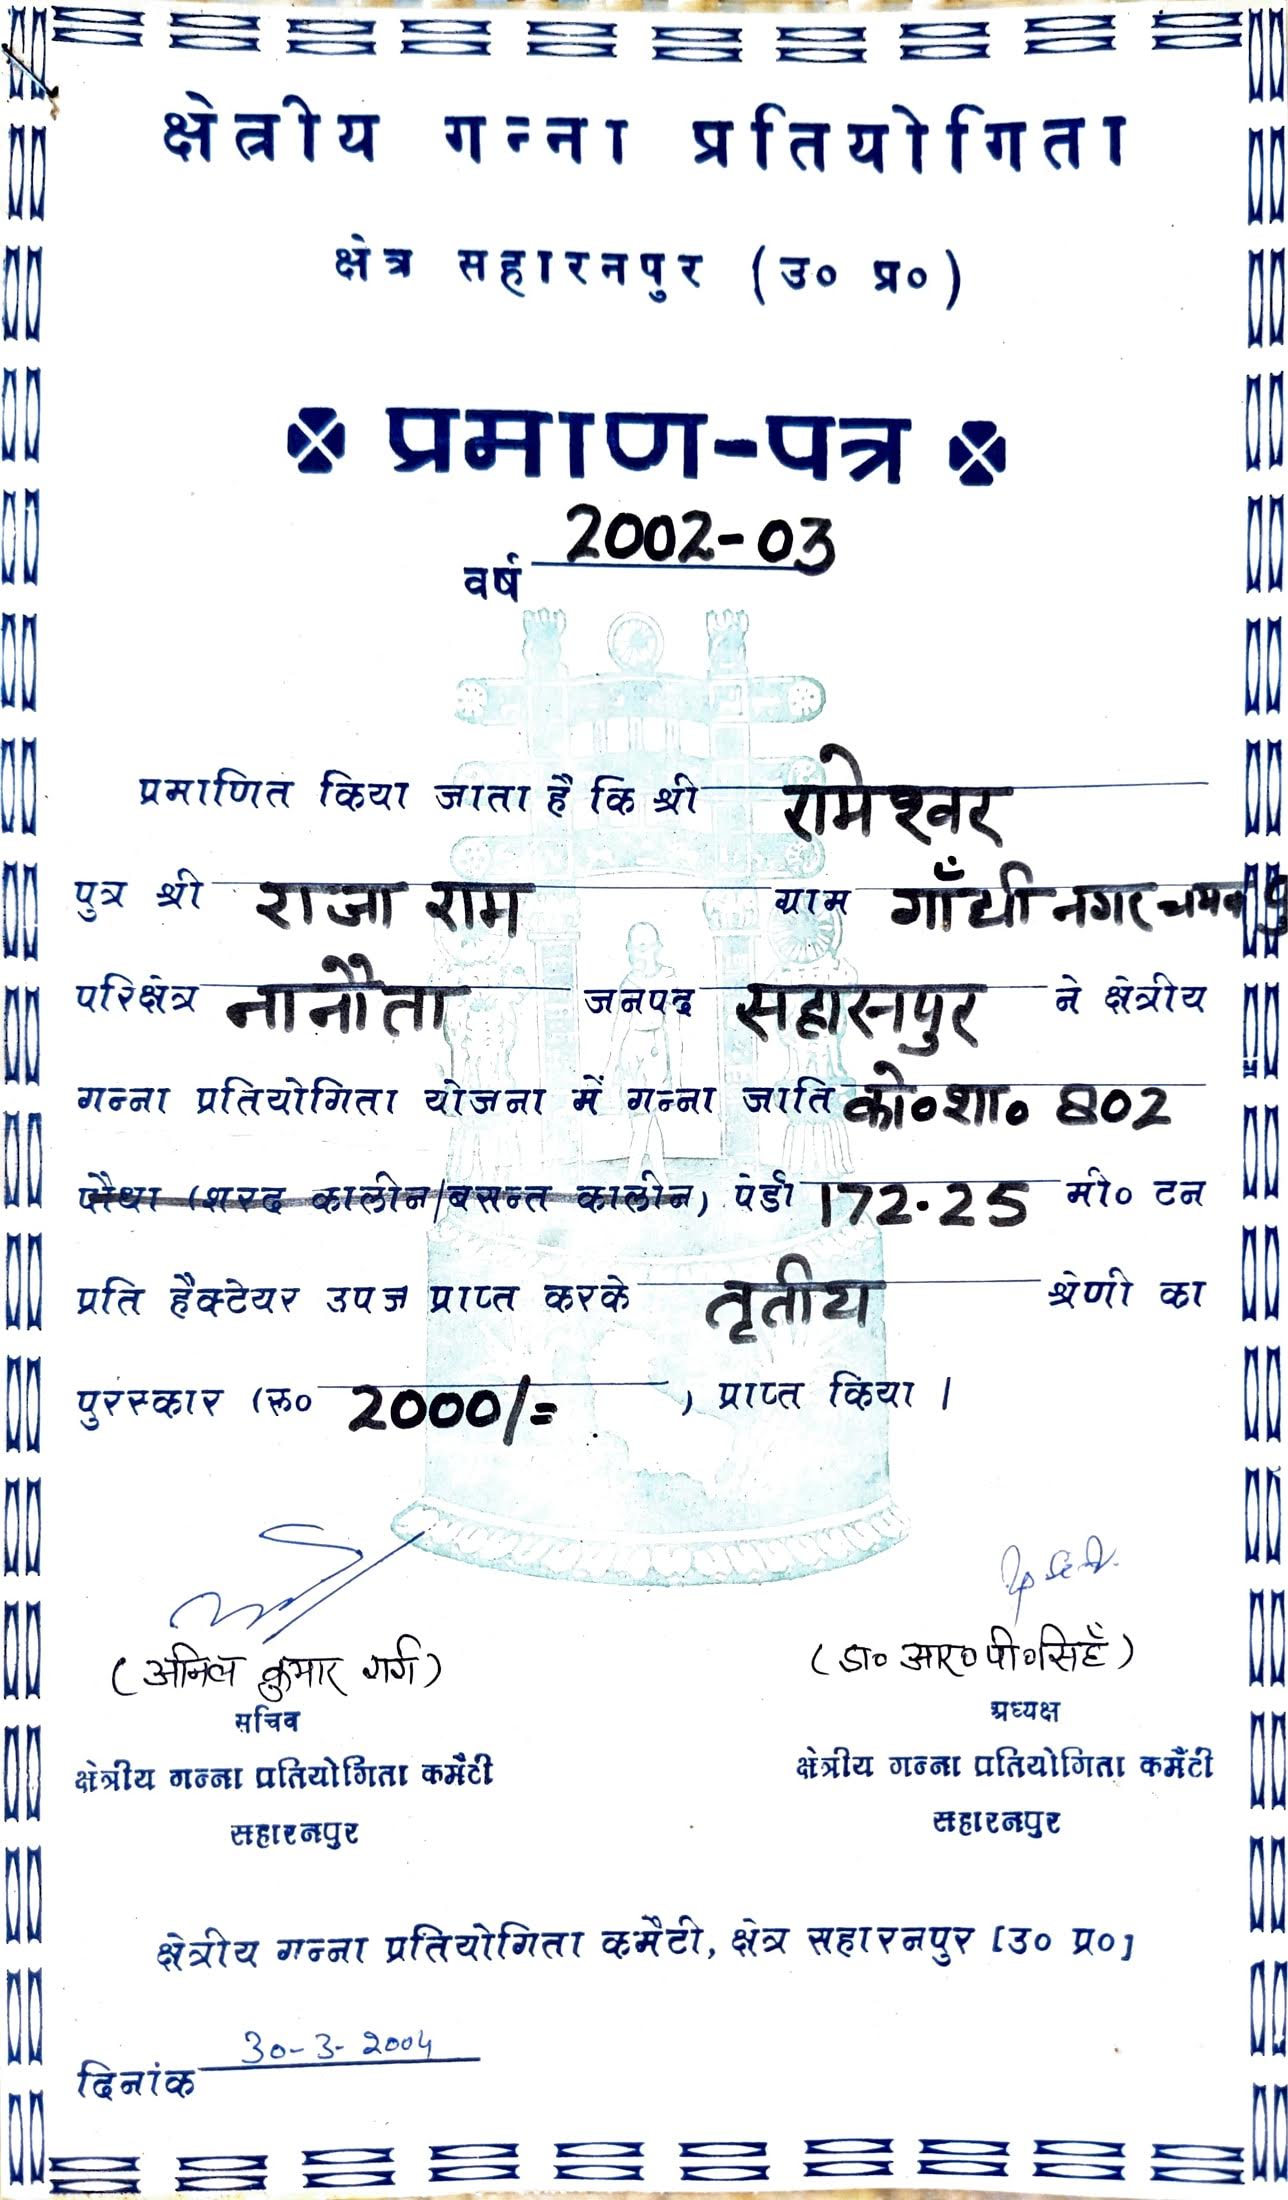 क्षेत्रीय गन्ना प्रतियोगिता
क्षेत्र सहारनपुर (उ० प्र०)
प्रमाण-पत्र
वर्ष 2002-03
प्रमाणित किया जाता है कि श्री रामेश्वर
पुत्र श्री राजा राम ग्राम गाँधी नगर
परिक्षेत्र नानौता जनपद सहारनपुर ने क्षेत्रीय
गन्ना प्रतियोगिता योजना में गन्ना जाति को०शा० 802
पौधा (शरद कालीन/बसन्त कालीन) पेडी 172.25 मी० टन
प्रति हैक्टेयर उपज प्राप्त करके तृतीय श्रेणी का
पुरस्कार (रू० 2000/= ) प्राप्त किया ।
(अनिल कुमार गर्ग)
सचिव
क्षेत्रीय गन्ना प्रतियोगिता कमैटी
सहारनपुर
(डा० आर० पी० सिहँ)
अध्यक्ष
क्षेत्रीय गन्ना प्रतियोगिता कमैंटी
सहारनपुर
क्षेत्रीय गन्ना प्रतियोगिता कमैटी, क्षेत्र सहारनपुर [उ० प्र०]
दिनांक 30-3-2004